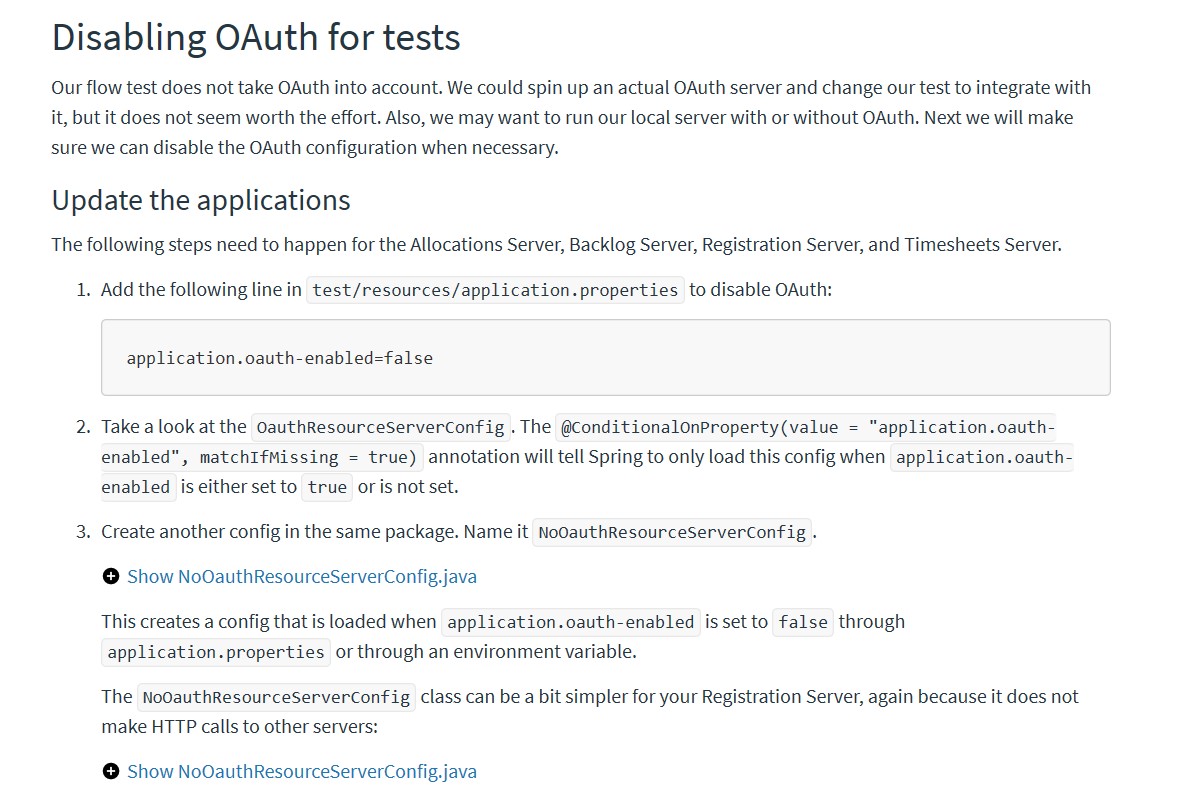 Disabling OAuth for tests
Our flow test does not take OAuth into account. We could spin up an actual OAuth server and change our test to integrate with
it, but it does not seem worth the effort. Also, we may want to run our local server with or without OAuth. Next we will make
sure we can disable the OAuth configuration when necessary.
Update the applications
The following steps need to happen for the Allocations Server, Backlog Server, Registration Server, and Timesheets Server.
1. Add the following line in test/resources/application.properties to disable OAuth:
application.oauth-enabled=false
2. Take a look at the OauthResourceServerConfig. The @ConditionalOnProperty(value = "application.oauth-
enabled", matchIfMissing = true) annotation will tell Spring to only load this config when application.oauth-
enabled is either set to true or is not set.
3. Create another config in the same package. Name it NoOauthResourceServerConfig.
Show NoOauthResourceServerConfig.java
This creates a config that is loaded when application.oauth-enabled is set to false through
application.properties or through an environment variable.
The NoOauthResourceServerConfig class can be a bit simpler for your Registration Server, again because it does not
make HTTP calls to other servers:
Show NoOauthResourceServerConfig.java